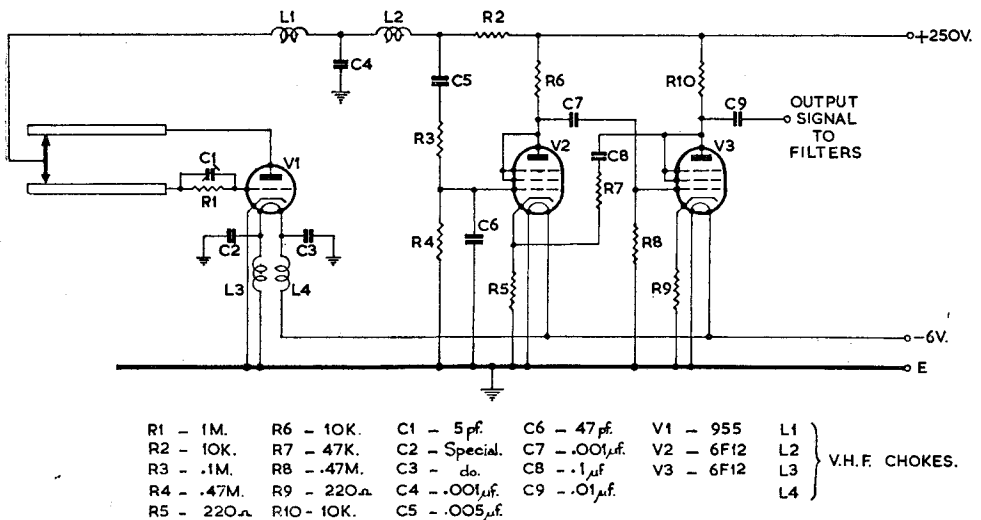 L1 L2 R2
+250V.
C4 C5 R6 R10
C7 C9
OUTPUT
SIGNAL
TO
FILTERS
R3 V2 C8 V3
C1 V1
R1 R7
C6
R4 R8
C2 C3
L3 L4 R5 R9
-6V.
E
R1 - 1M. R6 - 10K. C1 - 5pf. C6 - 47pf. V1 - 955 L1
R2 - 10K. R7 - 47K. C2 - Special. C7 - .001µf. V2 - 6F12 L2
R3 - .1M. R8 - .47M. C3 - do. C8 - .1µf V3 - 6F12 L3
V.H.F. CHOKES.
R4 - .47M. R9 - 220Ω C4 - .001µf. C9 - .01µf. L4
R5 - 220Ω R10 - 10K. C5 - .005µf.